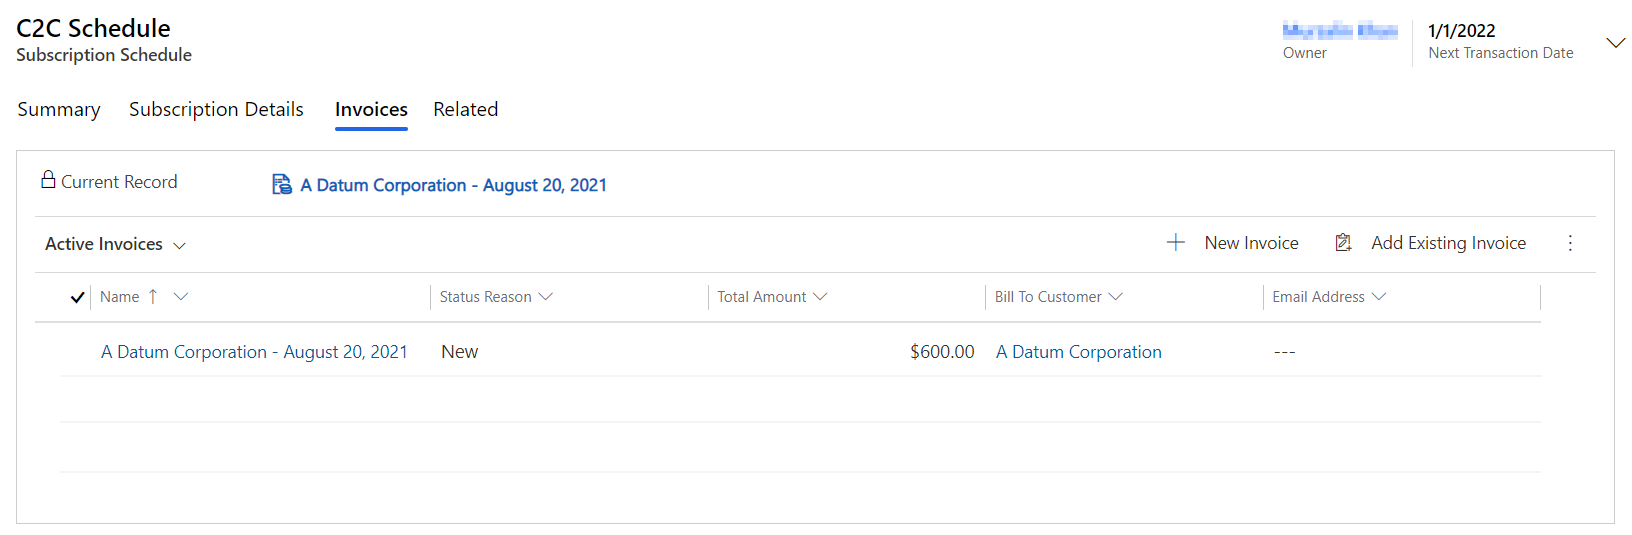 C2C Schedule
Subscription Schedule
Owner
1/1/2022
Next Transaction Date
Summary Subscription Details Invoices Related
Current Record A Datum Corporation - August 20, 2021
Active Invoices New Invoice Add Existing Invoice
Name Status Reason Total Amount Bill To Customer Email Address
A Datum Corporation - August 20, 2021 New $600.00 A Datum Corporation ---